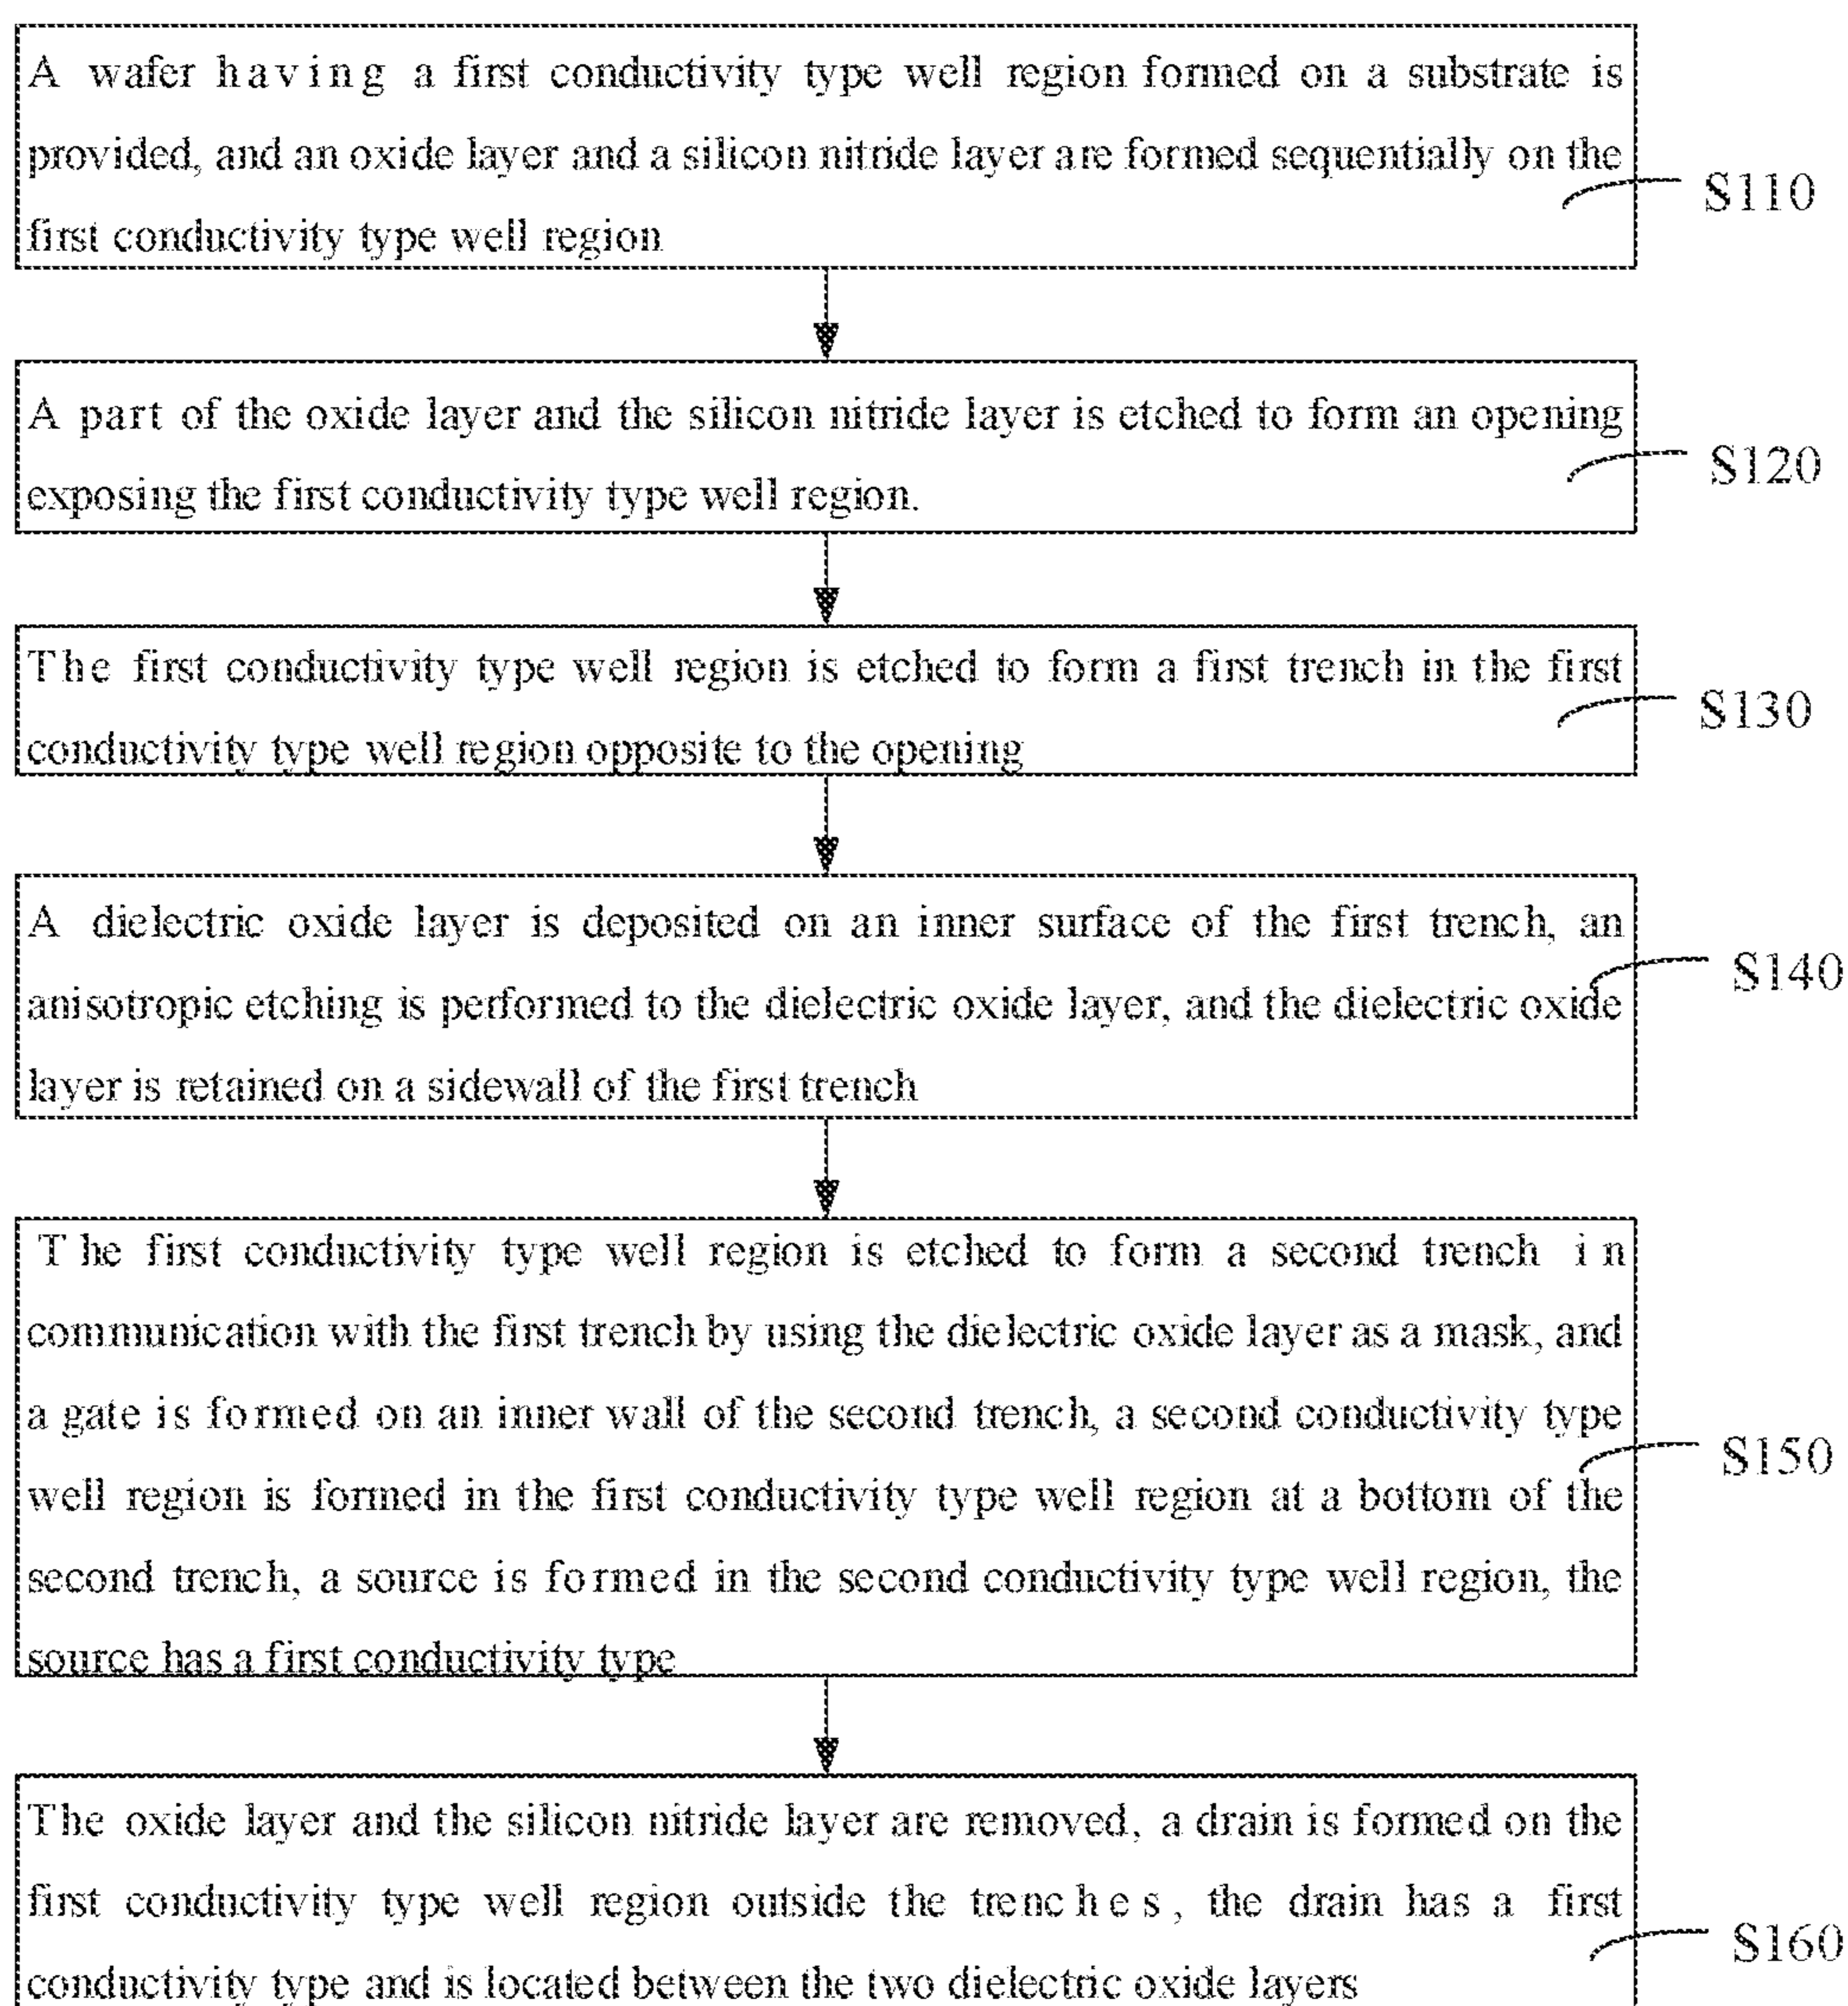 A wafer having a first conductivity type well region formed on a substrate is
provided, and an oxide layer and a silicon nitride layer are formed sequentially on the
first conductivity type well region
S110
A part of the oxide layer and the silicon nitride layer is etched to form an opening
exposing the first conductivity type well region.
S120
The first conductivity type well region is etched to form a first trench in the first
conductivity type well region opposite to the opening
S130
A dielectric oxide layer is deposited on an inner surface of the first trench, an
anisotropic etching is performed to the dielectric oxide layer, and the dielectric oxide
layer is retained on a sidewall of the first trench
S140
The first conductivity type well region is etched to form a second trench in
communication with the first trench by using the dielectric oxide layer as a mask, and
a gate is formed on an inner wall of the second trench, a second conductivity type
well region is formed in the first conductivity type well region at a bottom of the
second trench, a source is formed in the second conductivity type well region, the
source has a first conductivity type
S150
The oxide layer and the silicon nitride layer are removed, a drain is formed on the
first conductivity type well region outside the trenches, the drain has a first
conductivity type and is located between the two dielectric oxide layers
S160